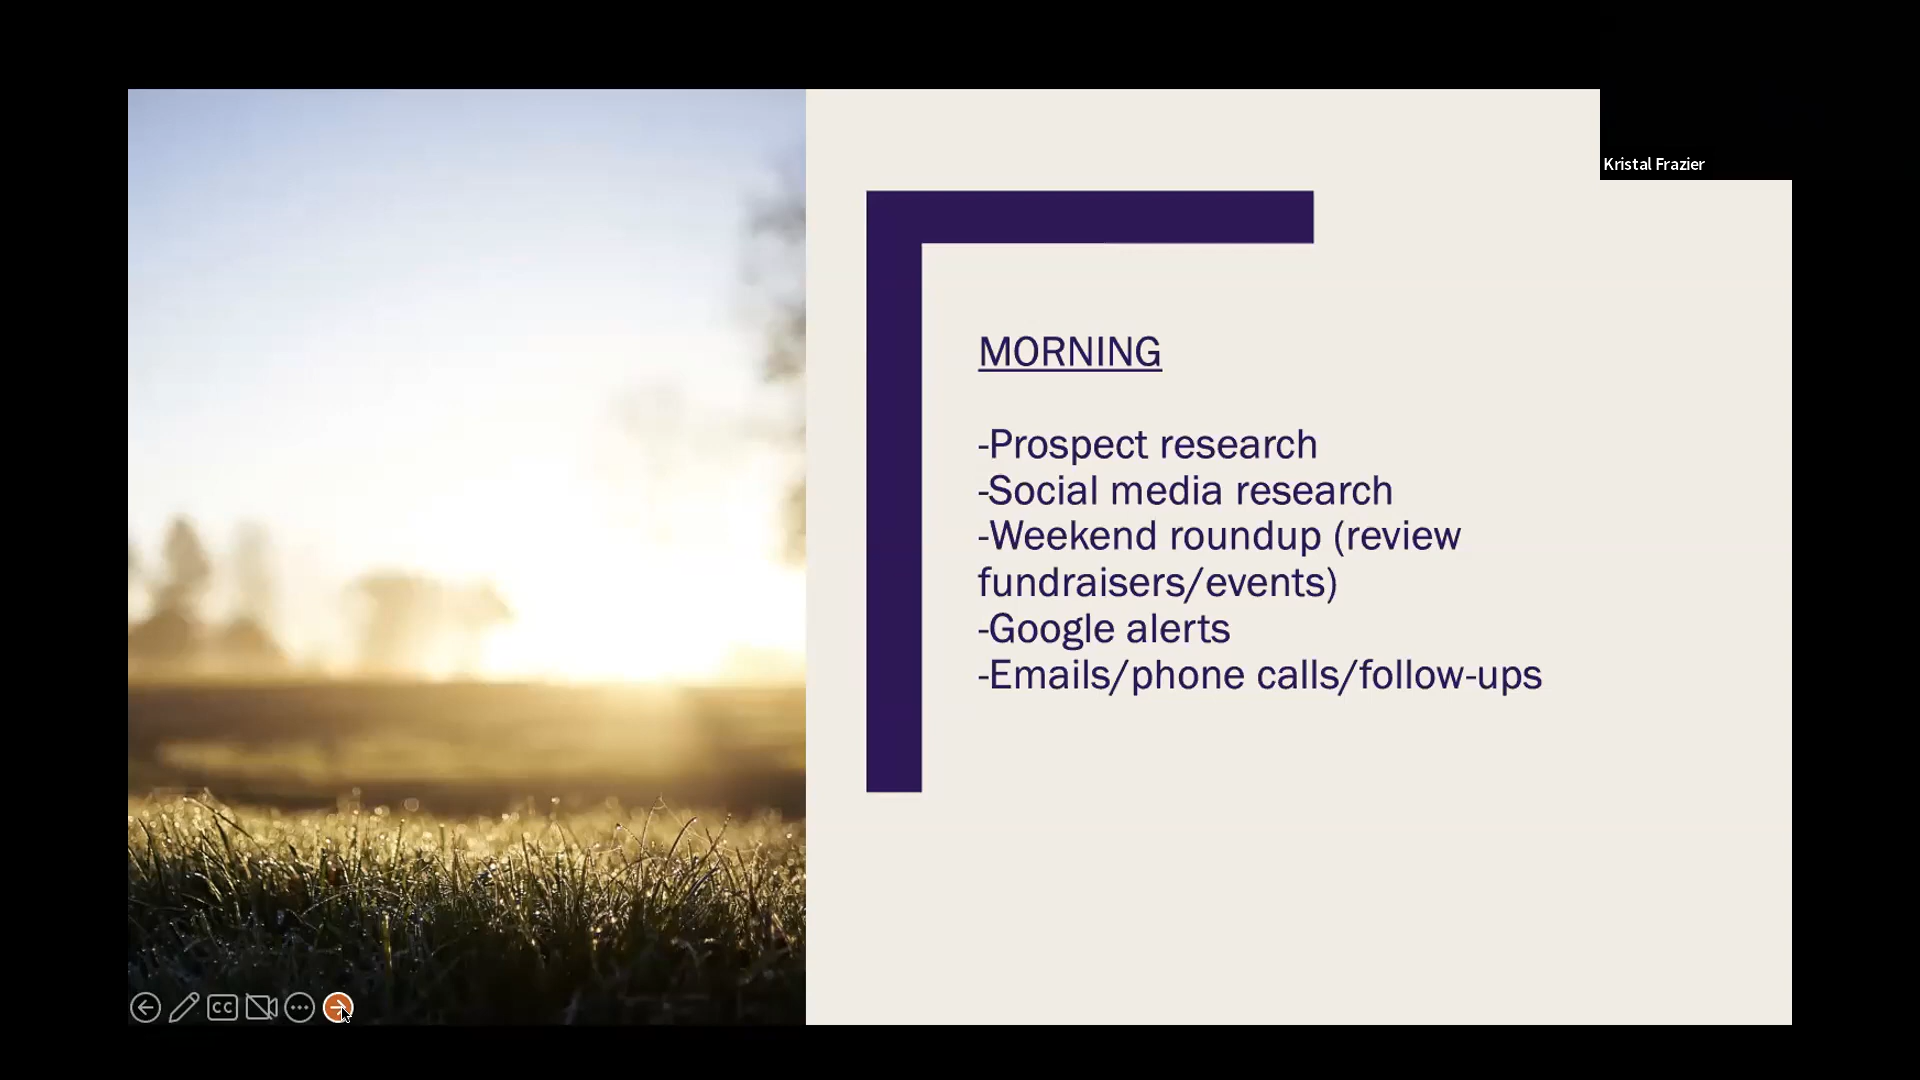 Kristal Frazier
MORNING
-Prospect research
-Social media research
-Weekend roundup (review
fundraisers/events)
-Google alerts
-Emails/phone calls/follow-ups
CC